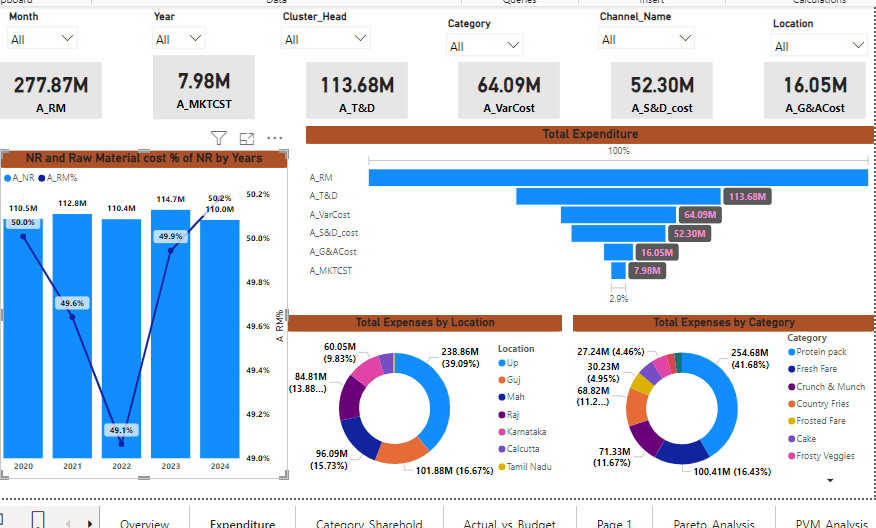 Month
Year
Cluster_Head
Category
Channel_Name
Location
All
All
All
All
All
All
277.87M
A_RM
7.98M
A_MKTCST
113.68M
A_T&D
64.09M
A_VarCost
52.30M
A_S&D_cost
16.05M
A_G&ACost
NR and Raw Material cost % of NR by Years
A_NR A_RM%
110.5M
112.8M
110.4M
114.7M
110.0M
50.0%
49.6%
49.1%
49.9%
50.2%
50.2%
50.0%
49.8%
49.6%
49.4%
49.2%
49.0%
A_RM%
2020 2021 2022 2023 2024
Total Expenditure
100%
A_RM
A_T&D 113.68M
A_VarCost 64.09M
A_S&D_cost 52.30M
A_G&ACost 16.05M
A_MKTCST 7.98M
2.9%
Total Expenses by Location
60.05M
(9.83%)
84.81M
(13.88...)
96.09M
(15.73%)
101.88M (16.67%)
238.86M
(39.09%)
Location
Up
Guj
Mah
Raj
Karnataka
Calcutta
Tamil Nadu
Total Expenses by Category
27.24M (4.46%)
30.23M
(4.95%)
68.82M
(11.2...)
71.33M
(11.67%)
100.41M (16.43%)
254.68M
(41.68%)
Category
Protein pack
Fresh Fare
Crunch & Munch
Country Fries
Frosted Fare
Cake
Frosty Veggies
Overview
Expenditure
Category Sharehold
Actual vs Budget
Page 1
Pareto Analysis
PVM Analysis